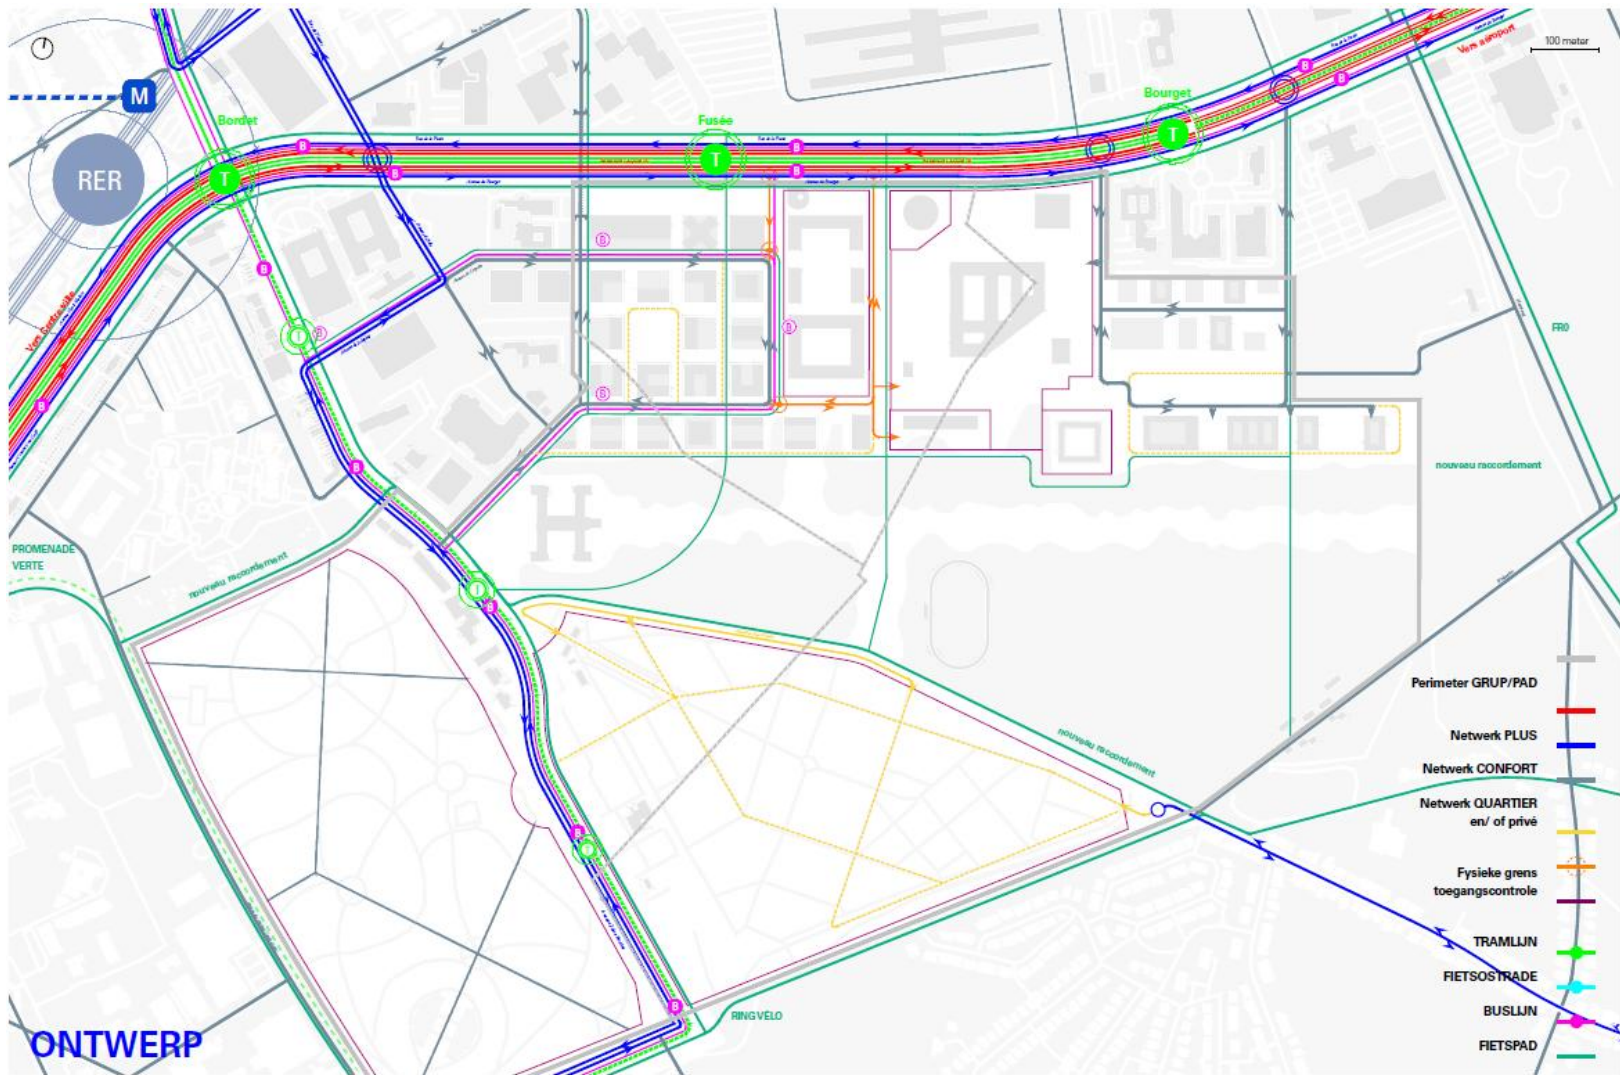 100 meter
Vers aéroport
Bourget
B
B
M
Bordet
Fusée
T
T
T
RER
B
B
B
B
B
B
B
B
Vers Centre ville
B
B
FR0
B
B
nouveau raccordement
PROMENADE
VERTE
nouveau raccordement
B
Perimeter GRUP/PAD
Netwerk PLUS
nouveau raccordement
Netwerk CONFORT
Netwerk QUARTIER
en/ of privé
B
Fysieke grens
toegangscontrole
TRAMLIJN
FIETSOSTRADE
B
BUSLIJN
RING VÉLO
FIETSPAD
ONTWERP